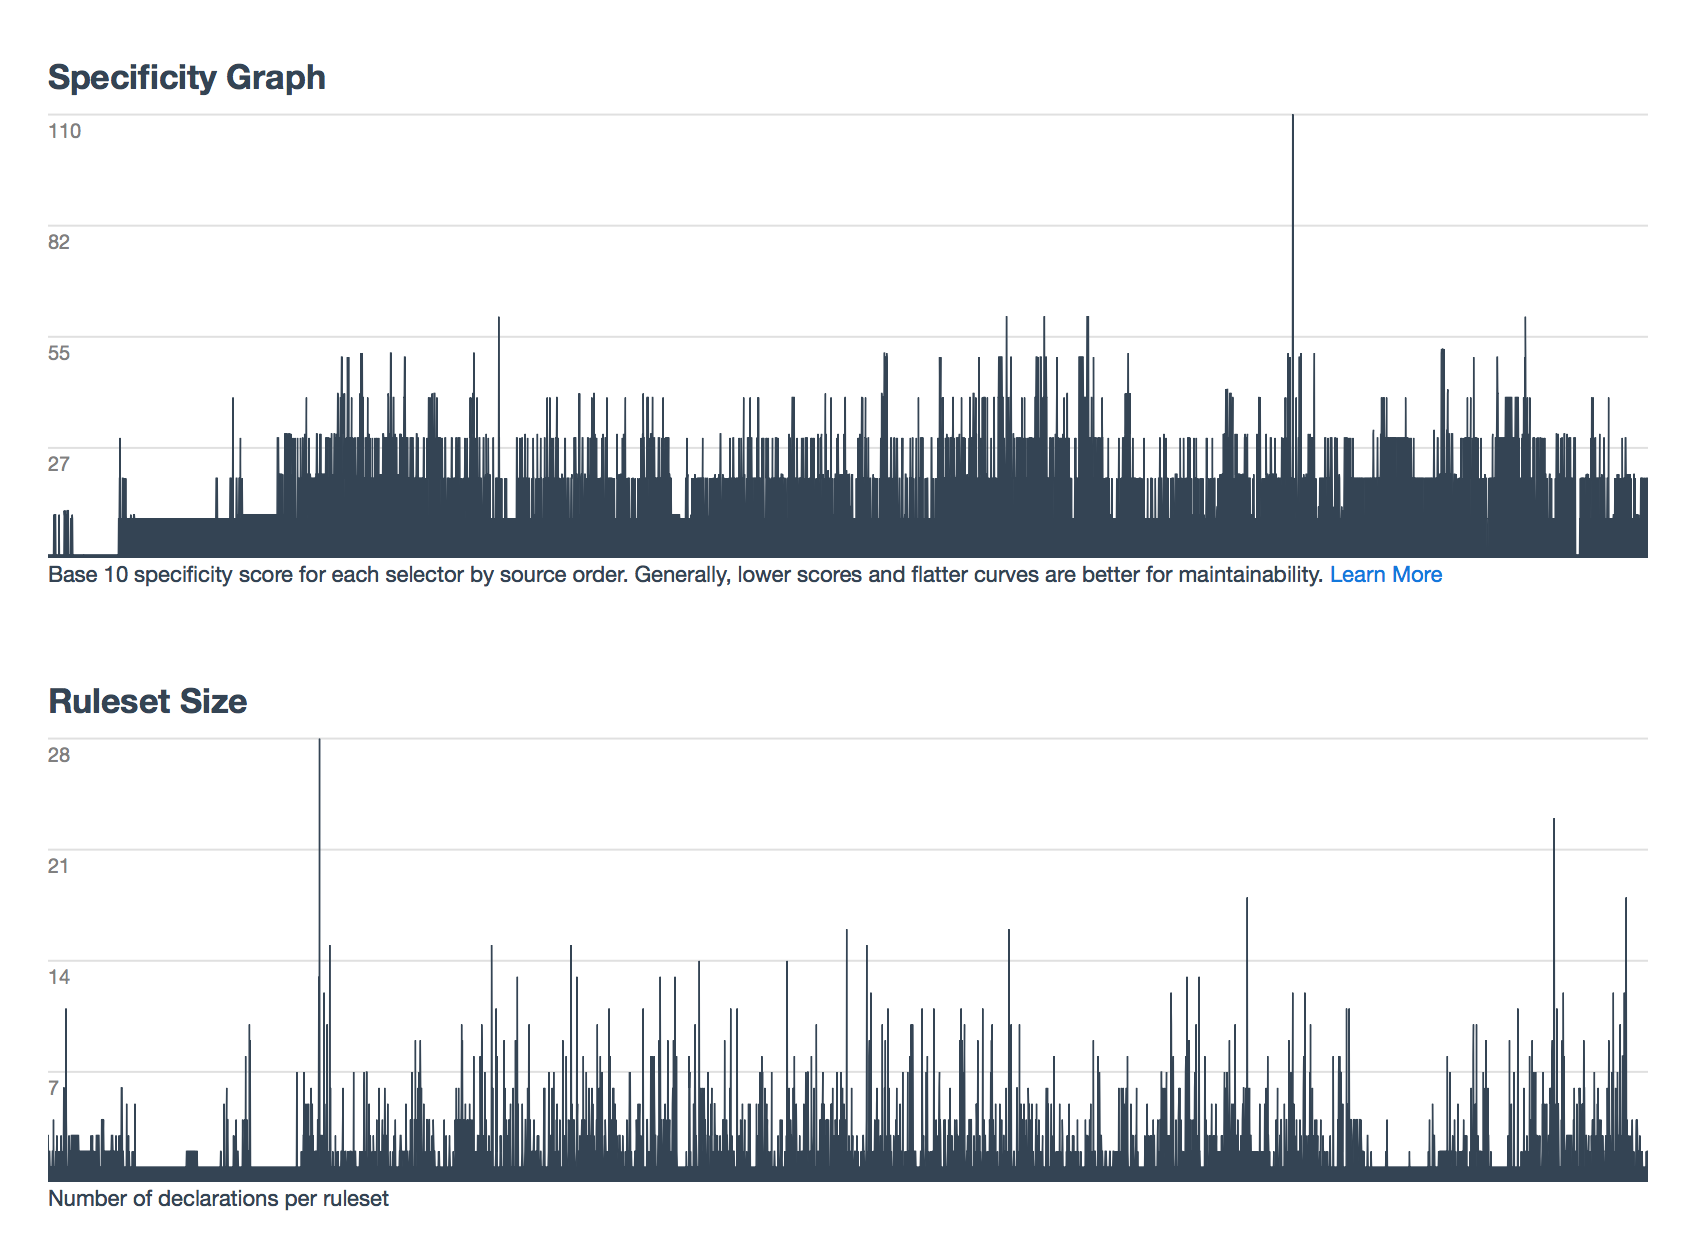 Specificity Graph
110
82
55
27
Base 10 specificity score for each selector by source order. Generally, lower scores and flatter curves are better for maintainability. Learn More
Ruleset Size
28
21
14
7
Number of declarations per ruleset